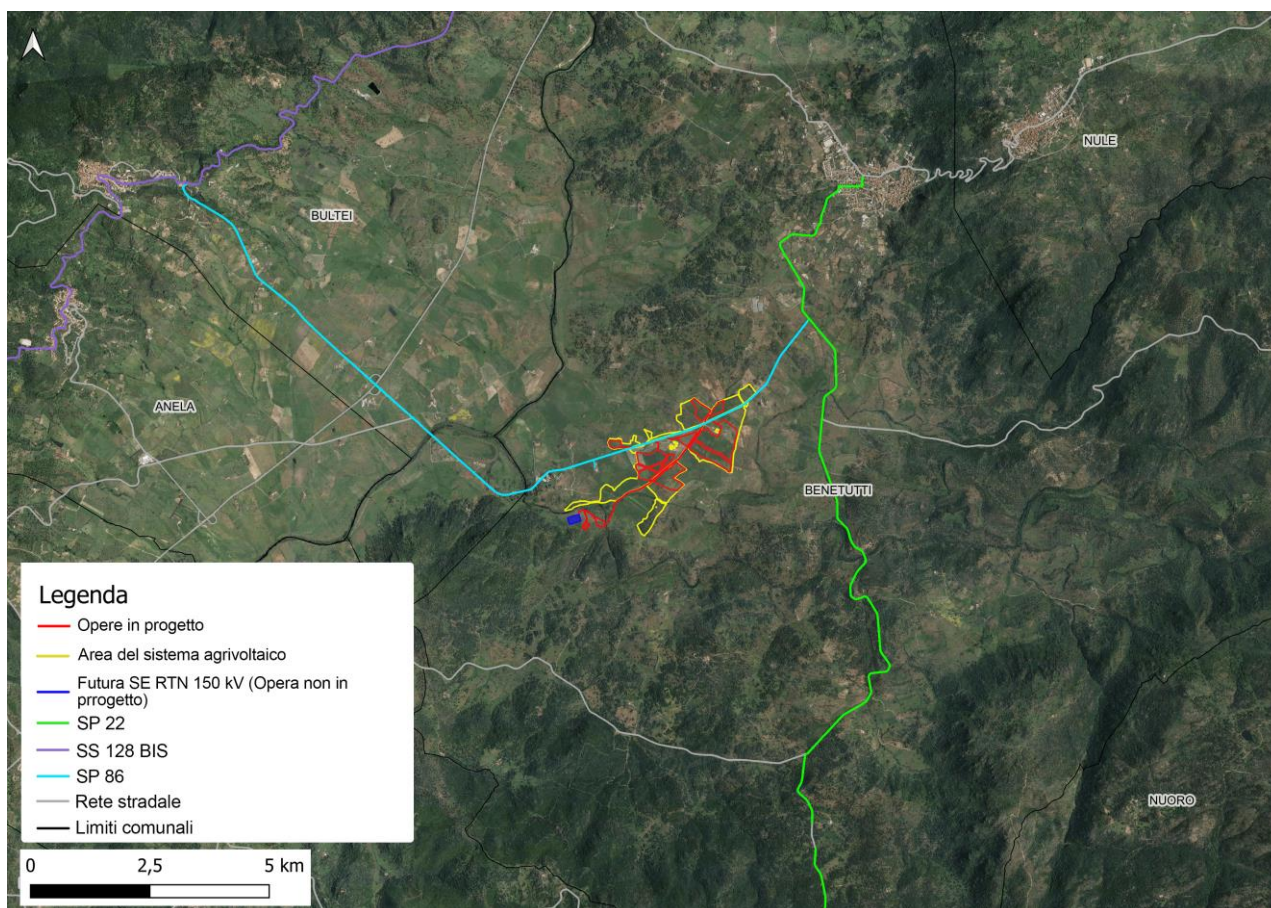 NULE
BULTEI
ANELA
BENETUTTI
NUORO
Legenda
Opere in progetto
Area del sistema agrivoltaico
Futura SE RTN 150 kV (Opera non in
prrogetto)
SP 22
SS 128 BIS
SP 86
Rete stradale
Limiti comunali
0 2,5 5 km